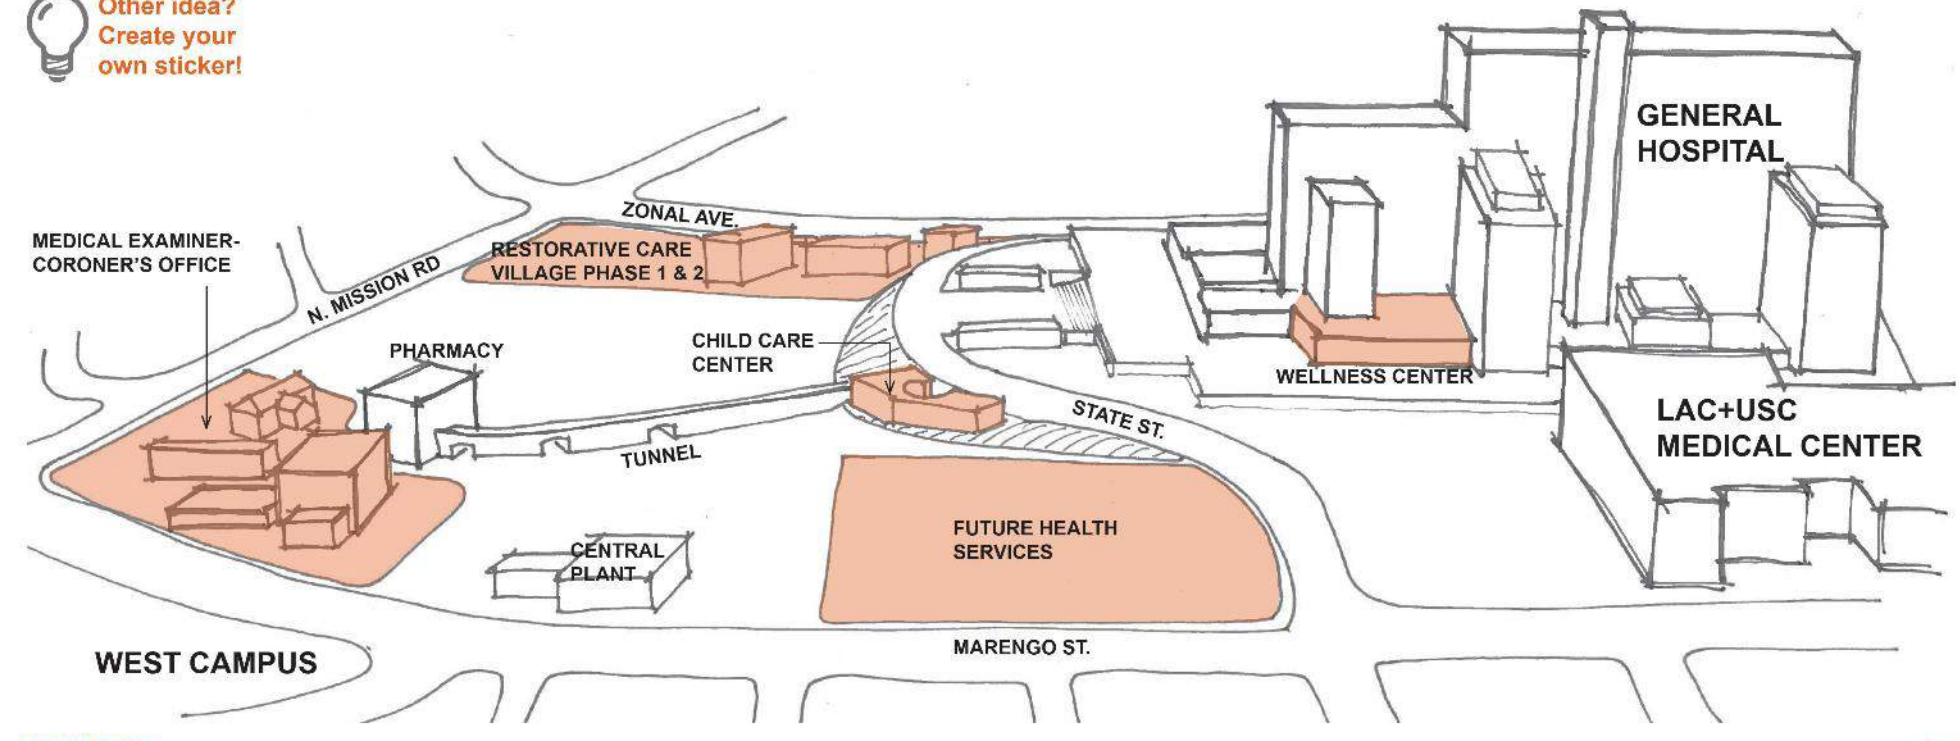 Other idea?
Create your
own sticker!
GENERAL
HOSPITAL
ZONAL AVE.
MEDICAL EXAMINER-
CORONER'S OFFICE
RESTORATIVE CARE
VILLAGE PHASE 1 & 2
N. MISSION RD
PHARMACY
CHILD CARE
CENTER
WELLNESS CENTER
STATE ST.
LAC+USC
MEDICAL CENTER
TUNNEL
FUTURE HEALTH
SERVICES
CENTRAL
PLANT
MARENGO ST.
WEST CAMPUS